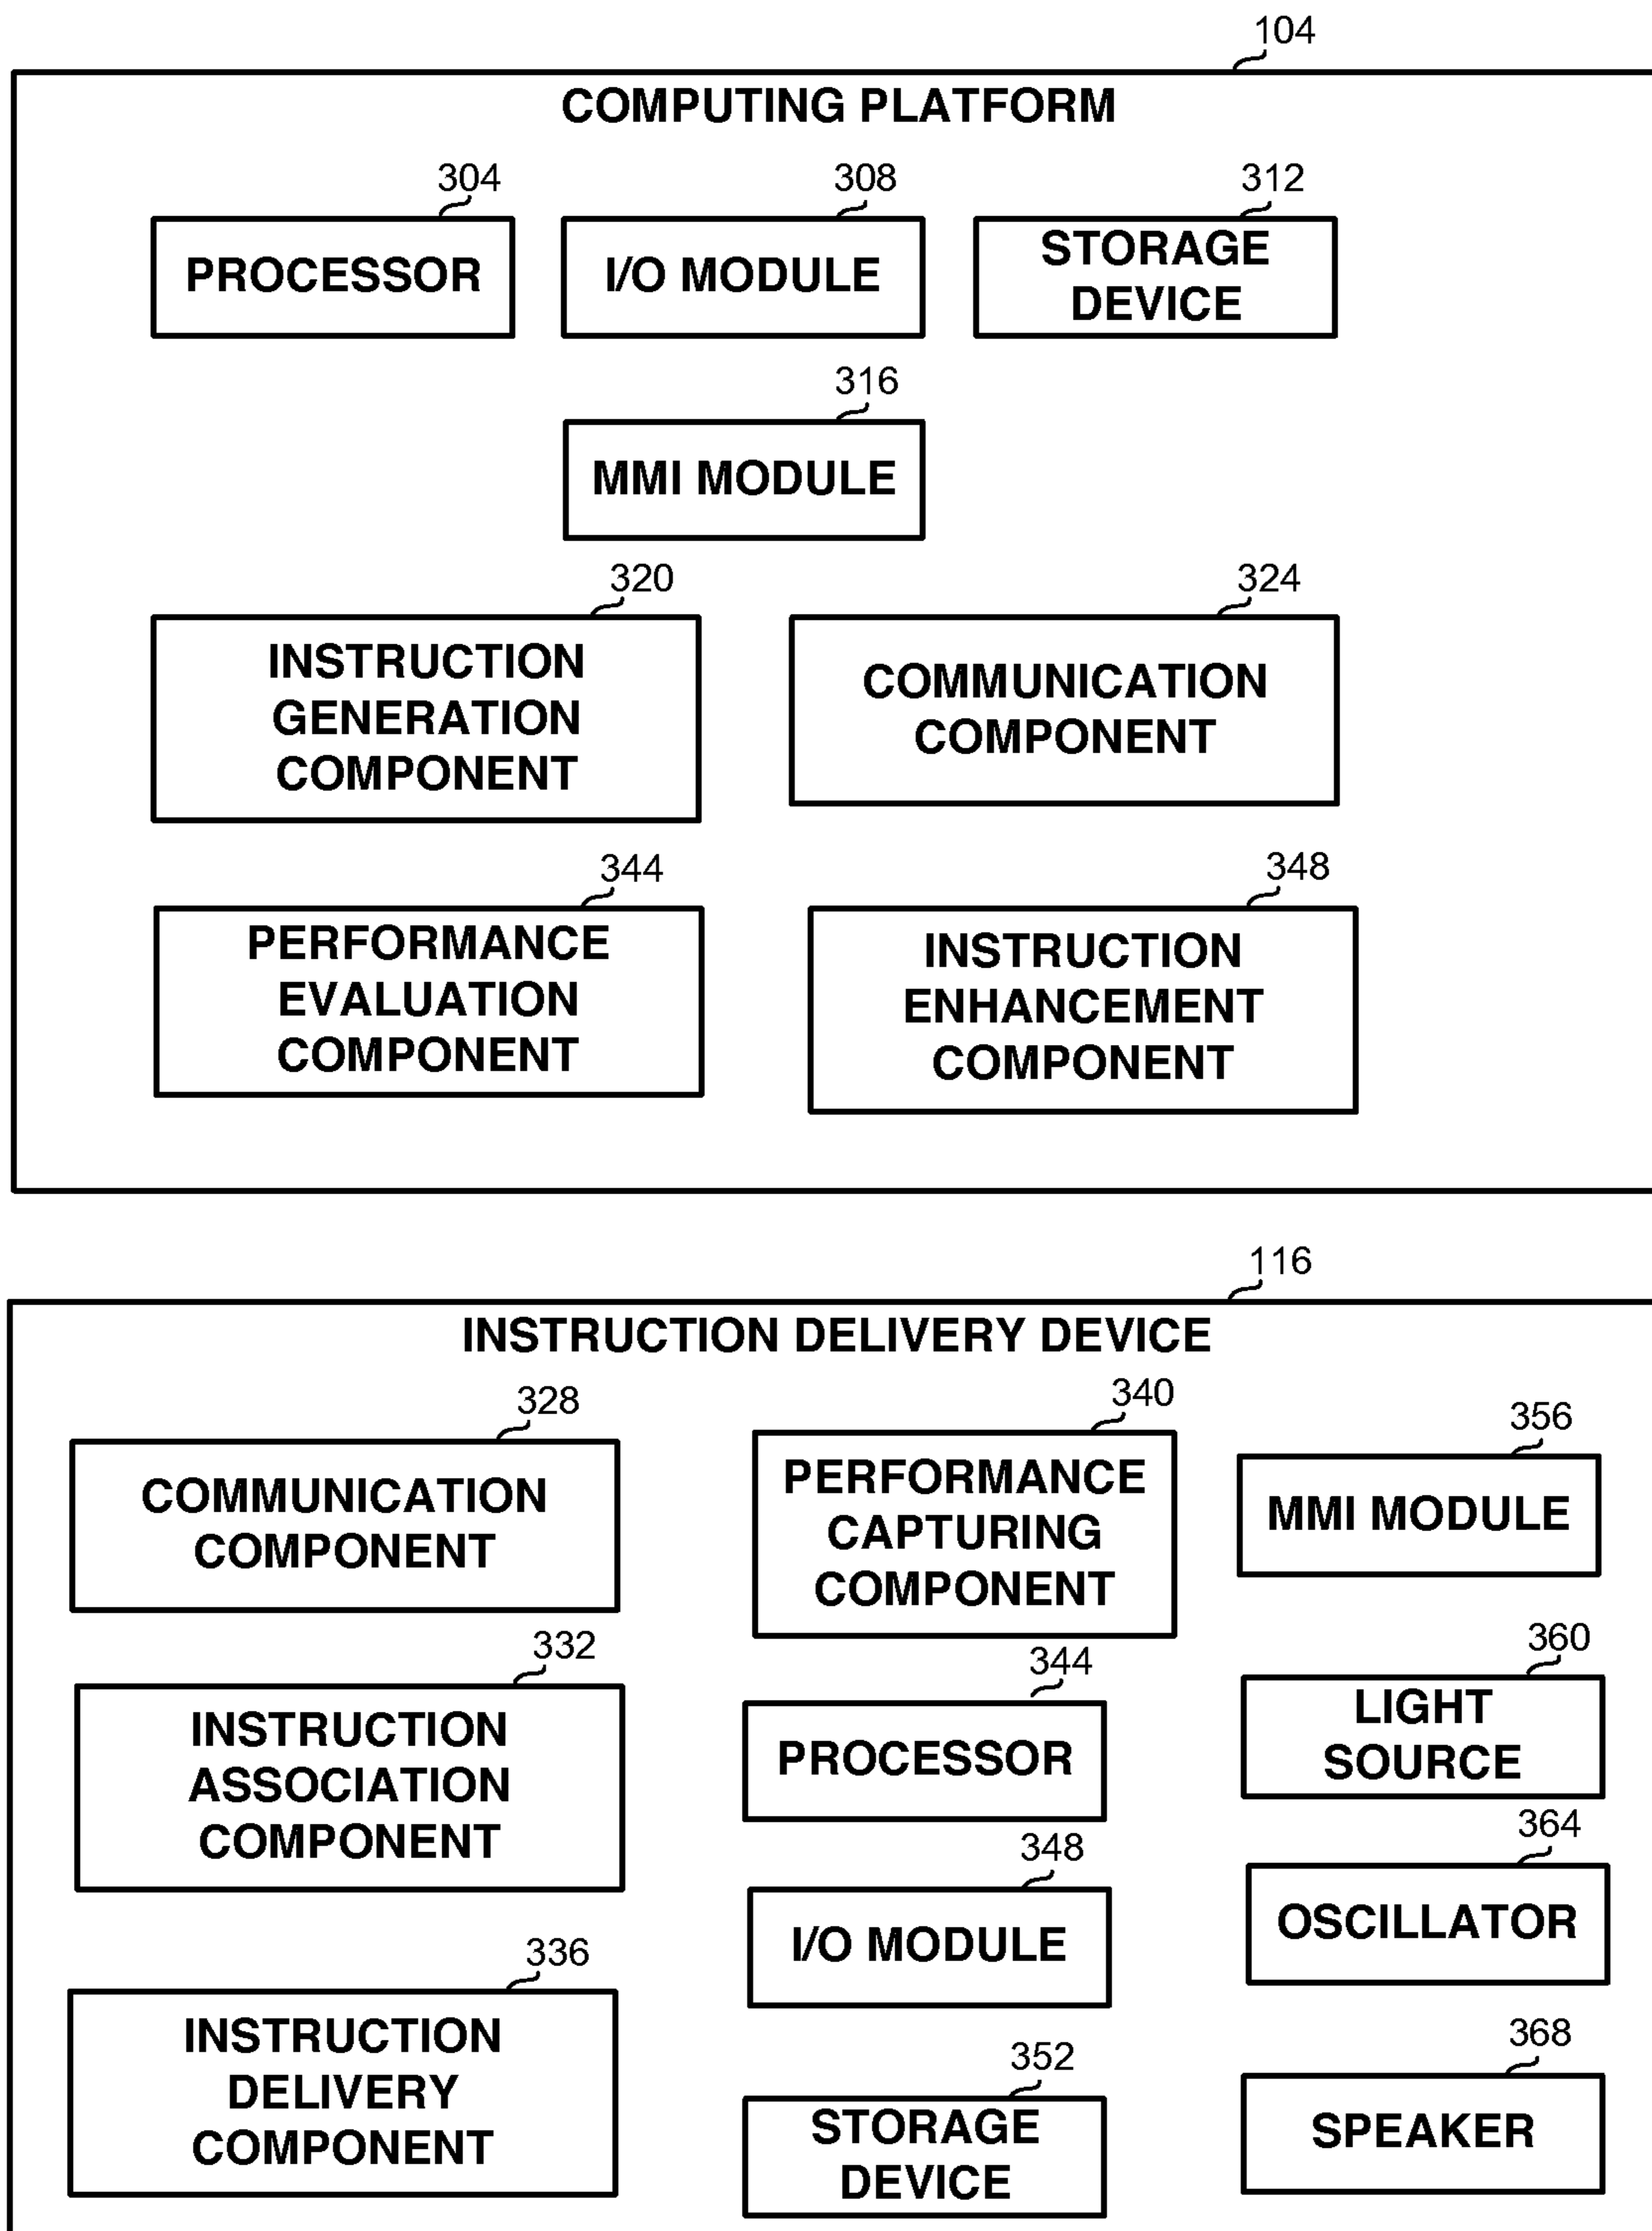 104
COMPUTING PLATFORM
304
308
312
PROCESSOR
I/O MODULE
STORAGE
DEVICE
316
MMI MODULE
320
324
INSTRUCTION
GENERATION
COMPONENT
COMMUNICATION
COMPONENT
344
348
PERFORMANCE
EVALUATION
COMPONENT
INSTRUCTION
ENHANCEMENT
COMPONENT
116
INSTRUCTION DELIVERY DEVICE
328
COMMUNICATION
COMPONENT
332
INSTRUCTION
ASSOCIATION
COMPONENT
336
INSTRUCTION
DELIVERY
COMPONENT
340
PERFORMANCE
CAPTURING
COMPONENT
344
PROCESSOR
348
I/O MODULE
352
STORAGE
DEVICE
356
MMI MODULE
360
LIGHT
SOURCE
364
OSCILLATOR
368
SPEAKER